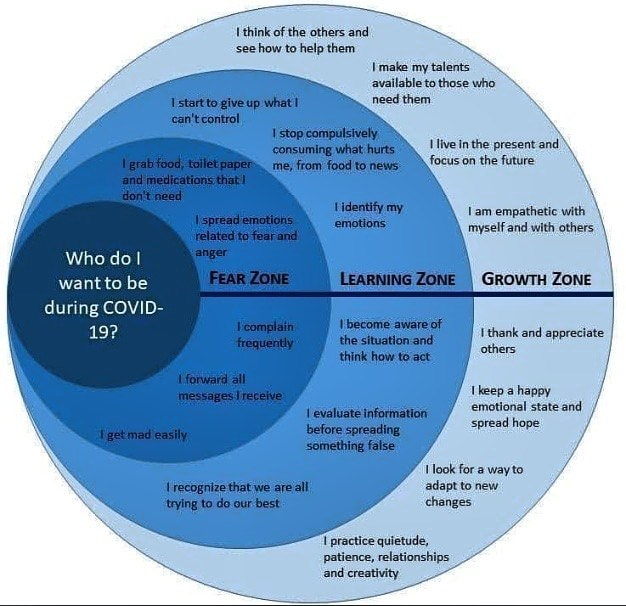 I think of the others and
see how to help them
I make my talents
available to those who
need them
I start to give up what I
can't control
I stop compulsively
consuming what hurts
me, from food to news
I live in the present and
focus on the future
I grab food, toilet paper
and medications that I
don't need
I identify my
emotions
I am empathetic with
myself and with others
I spread emotions
related to fear and
anger
Who do I
want to be
during COVID-
19?
FEAR ZONE
LEARNING ZONE
GROWTH ZONE
I complain
frequently
I become aware of
the situation and
think how to act
I thank and appreciate
others
I forward all
messages I receive
I keep a happy
emotional state and
spread hope
I get mad easily
I evaluate information
before spreading
something false
I look for a way to
adapt to new
changes
I recognize that we are all
trying to do our best
I practice quietude,
patience, relationships
and creativity